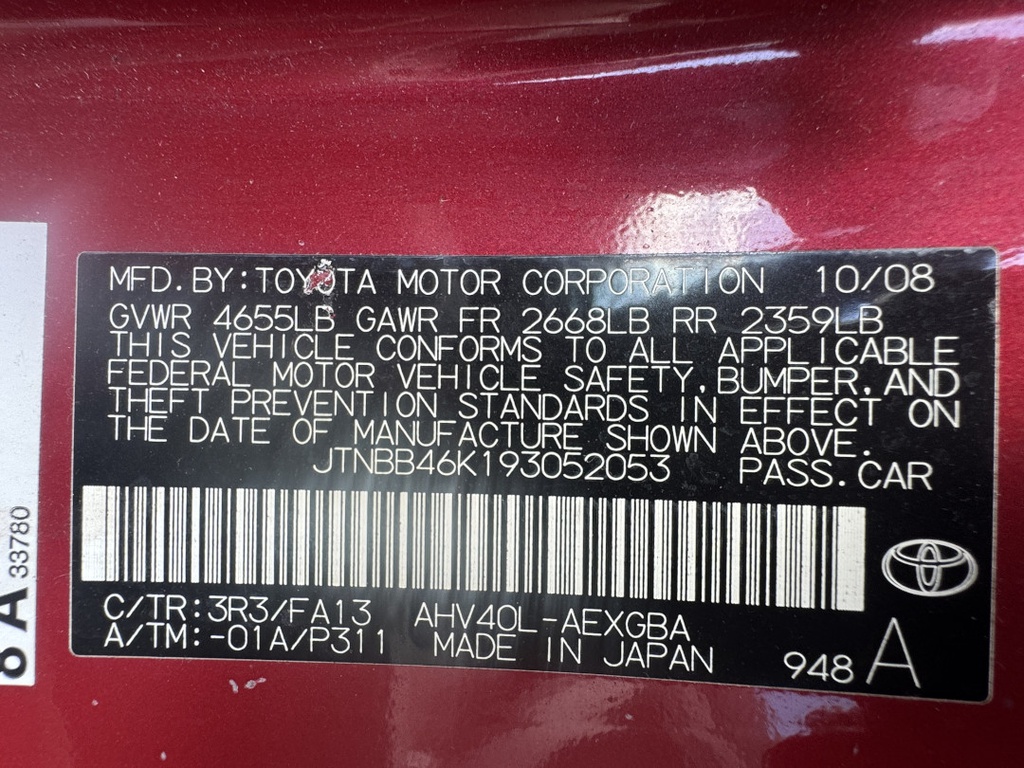 MFD.BY:TOYOTA MOTOR CORPORATION 10/08
GVWR 4655LB GAWR FR 2668LB RR 2359LB
THIS VEHICLE CONFORMS TO ALL APPLICABLE
FEDERAL MOTOR VEHICLE SAFETY,BUMPER,AND
THEFT PREVENTION STANDARDS IN EFFECT ON
THE DATE OF MANUFACTURE SHOWN ABOVE.
JTNBB46K193052053 PASS.CAR
C/TR:3R3/FA13 AHV40L-AEXGBA
A/TM:-01A/P311 MADE IN JAPAN 948 A
8 A 33780